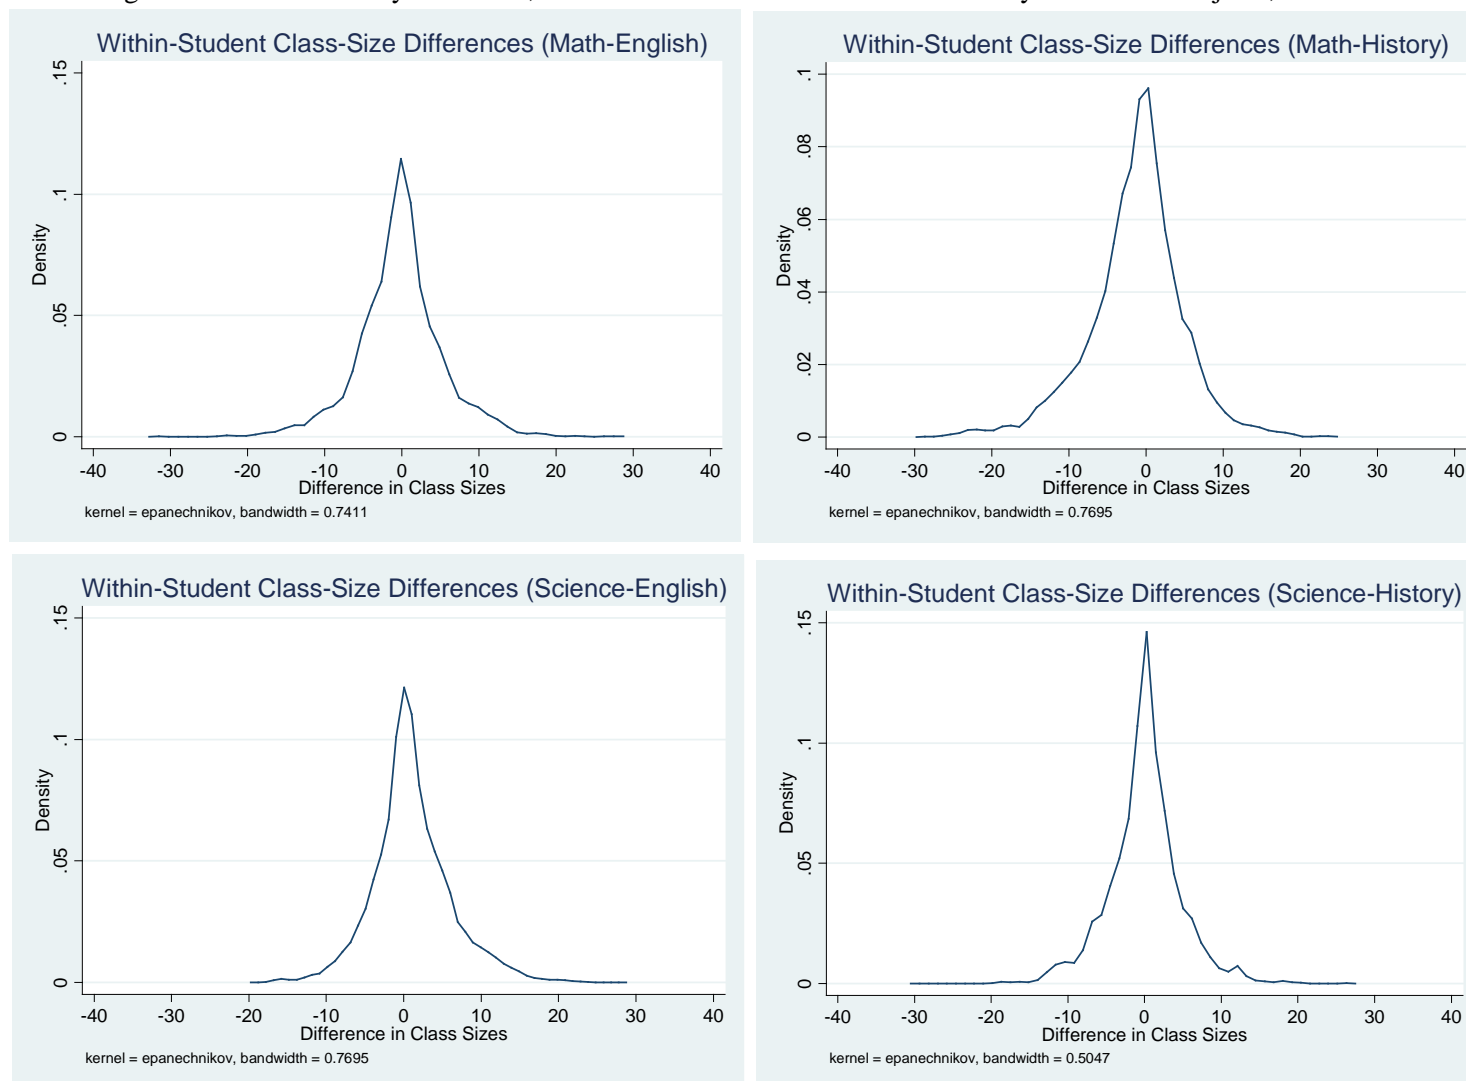 Within-Student Class-Size Differences (Math-English)
.15
.1
.05
0
Density
-40 -30 -20 -10 0 10 20 30 40
Difference in Class Sizes
kernel = epanechnikov, bandwidth = 0.7411
Within-Student Class-Size Differences (Math-History)
.1
.08
.06
.04
.02
0
Density
-40 -30 -20 -10 0 10 20 30 40
Difference in Class Sizes
kernel = epanechnikov, bandwidth = 0.7695
Within-Student Class-Size Differences (Science-English)
.15
.1
.05
0
Density
-40 -30 -20 -10 0 10 20 30 40
Difference in Class Sizes
kernel = epanechnikov, bandwidth = 0.7695
Within-Student Class-Size Differences (Science-History)
.15
.1
.05
0
Density
-40 -30 -20 -10 0 10 20 30 40
Difference in Class Sizes
kernel = epanechnikov, bandwidth = 0.5047